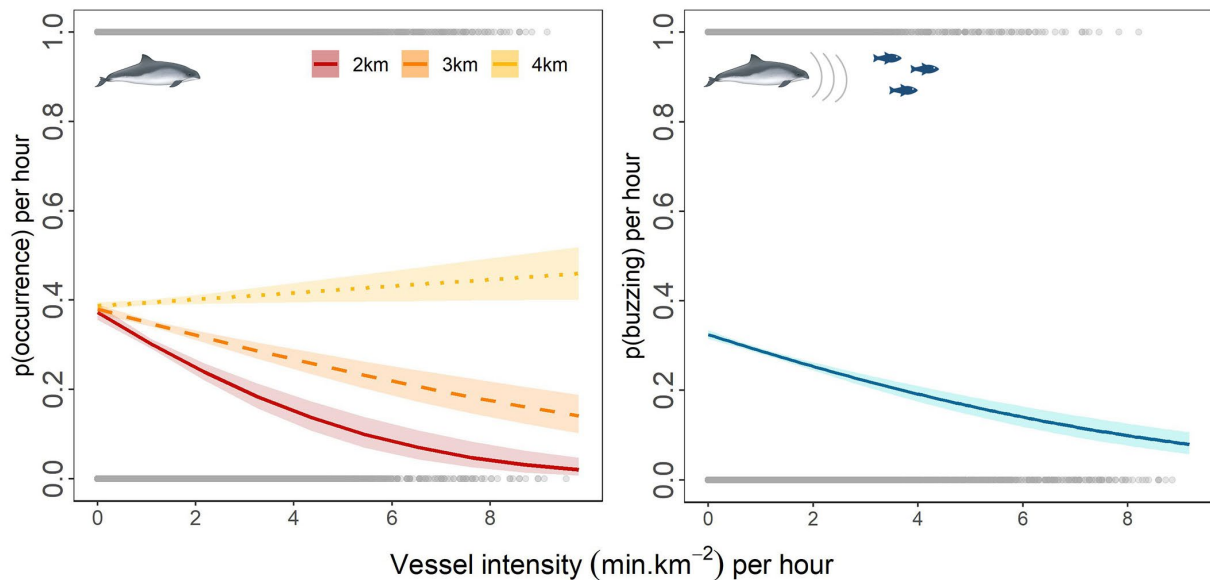 p(occurrence) per hour
1.0
0.8
0.6
0.4
0.2
0.0
0 2 4 6 8
2km 3km 4km
p(buzzing) per hour
1.0
0.8
0.6
0.4
0.2
0.0
0 2 4 6 8
Vessel intensity (min.km⁻²) per hour